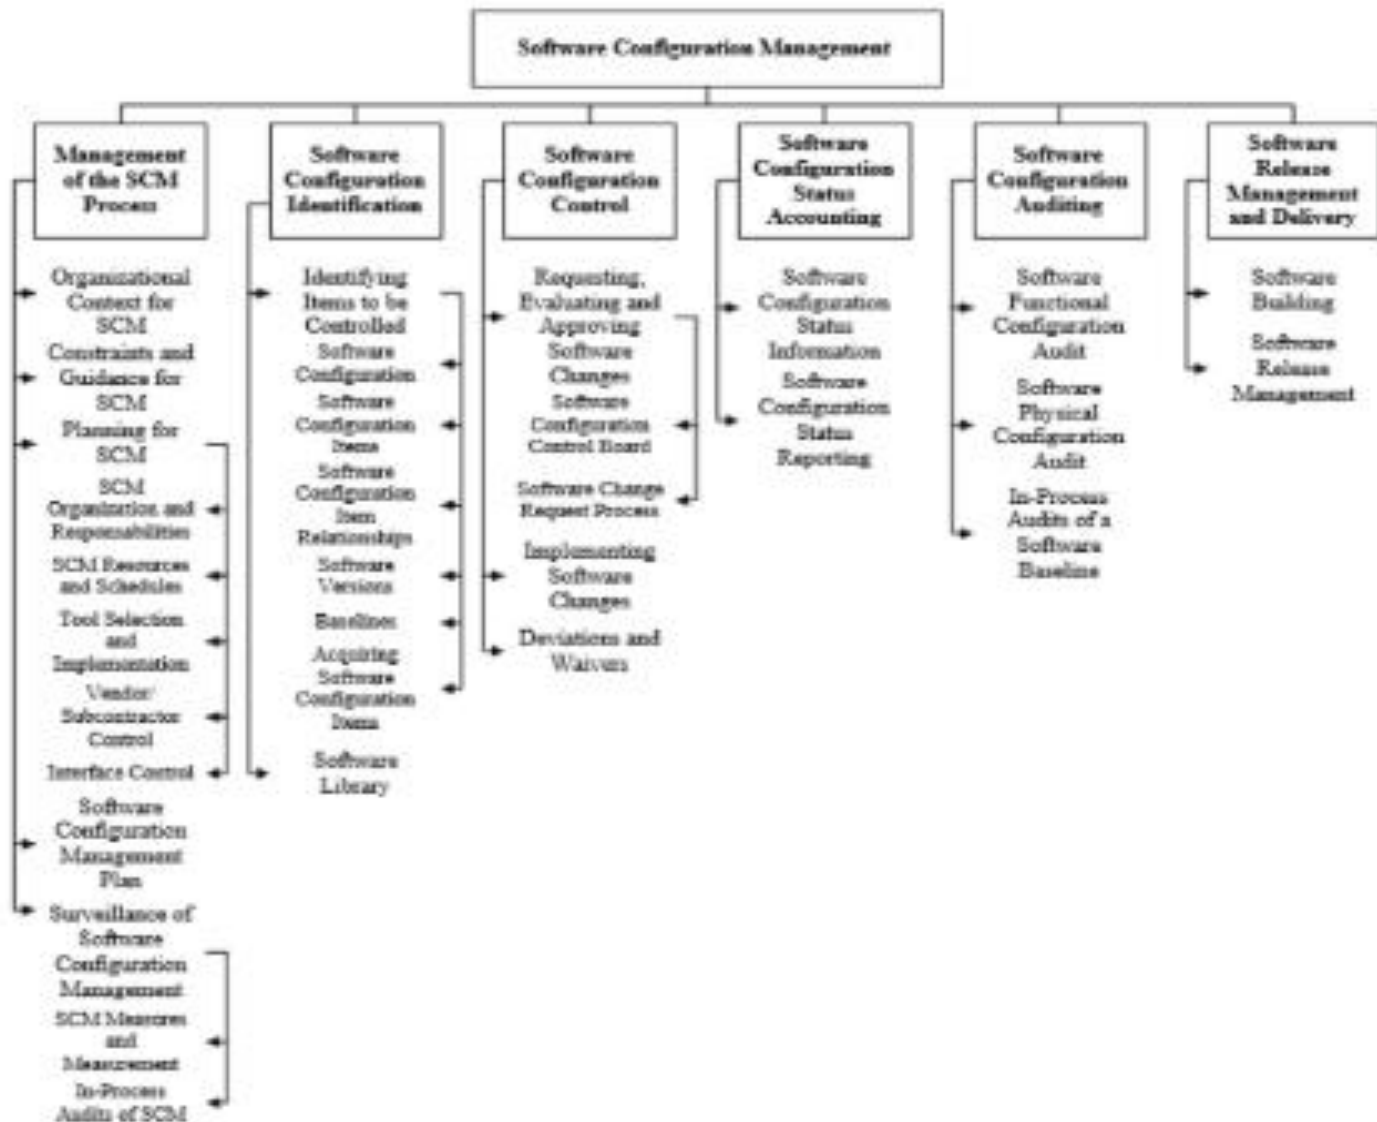 Software Configuration Management
Management
of the SCM
Process
Organizational
Context for
SCM
Constraints and
Guidance for
SCM
Planning for
SCM
SCM
Organization and
Responsibilities
SCM Resources
and Schedules
Tool Selection
and
Implementation
Vendor/
Subcontractor
Control
Interface Control
Software
Configuration
Management
Plan
Surveillance of
Software
Configuration
Management
SCM Measures
and
Measurement
In-Process
Audits of SCM
Software
Configuration
Identification
Identifying
Items to be
Controlled
Software
Configuration
Software
Configuration
Items
Software
Configuration
Item
Relationships
Software
Versions
Baselines
Acquiring
Software
Configuration
Items
Software
Library
Software
Configuration
Control
Requesting,
Evaluating and
Approving
Software
Changes
Software
Configuration
Control Board
Software Change
Request Process
Implementing
Software
Changes
Deviations and
Waivers
Software
Configuration
Status
Accounting
Software
Configuration
Status
Information
Software
Configuration
Status
Reporting
Software
Configuration
Auditing
Software
Functional
Configuration
Audit
Software
Physical
Configuration
Audit
In-Process
Audits of a
Software
Baseline
Software
Release
Management
and Delivery
Software
Building
Software
Release
Management